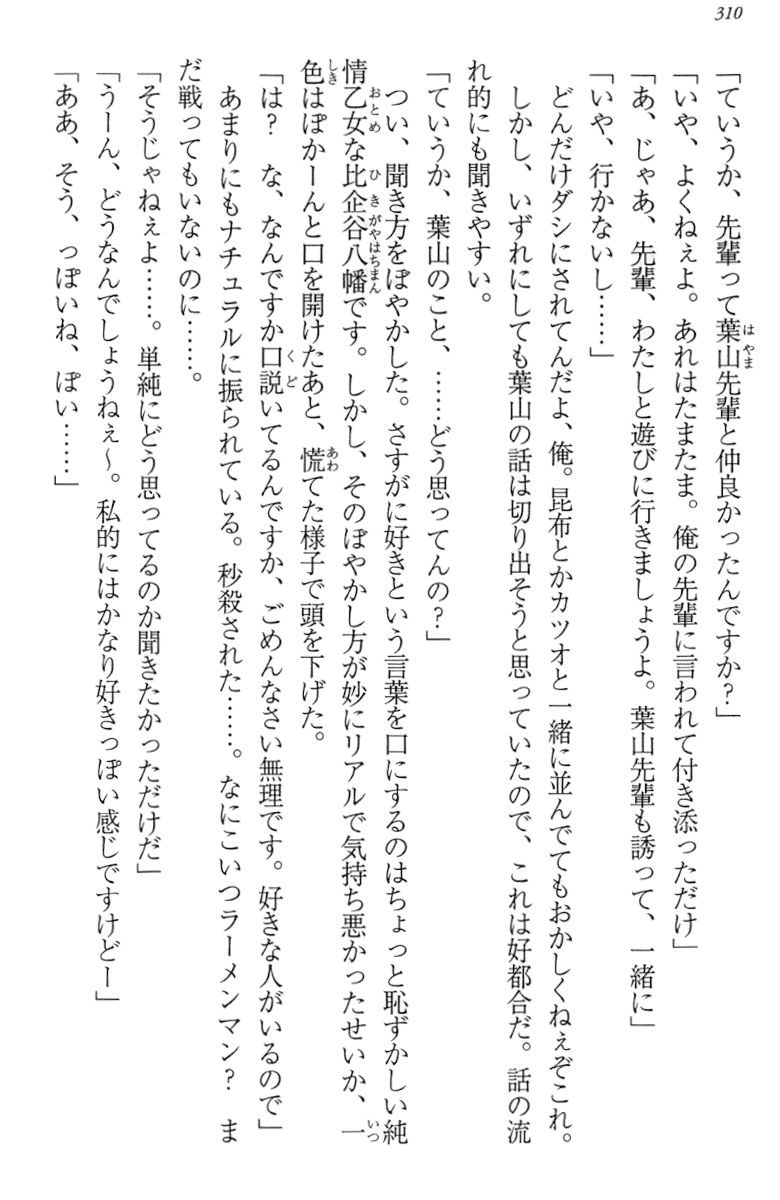 310
「ていうか、先輩って葉山先輩と仲良かったんですか？」
「いや、よくねぇよ。あれはたまたま。俺の先輩に言われて付き添っただけ」
「あ、じゃあ、先輩、わたしと遊びに行きましょうよ。葉山先輩も誘って、一緒に」
「いや、行かないし……」
どんだけダシにされてんだよ、俺。昆布とかカツオと一緒に並んでてもおかしくねぇぞこれ。
しかし、いずれにしても葉山の話は切り出そうと思っていたので、これは好都合だ。話の流
れ的にも聞きやすい。
「ていうか、葉山のこと、……どう思ってんの？」
つい、聞き方をぼやかした。さすがに好きという言葉を口にするのはちょっと恥ずかしい純
情乙女な比企谷八幡です。しかし、そのぼやかし方が妙にリアルで気持ち悪かったせいか、一
色はぽかーんと口を開けたあと、慌てた様子で頭を下げた。
「は？　な、なんですか口説いてるんですか、ごめんなさい無理です。好きな人がいるので」
あまりにもナチュラルに振られている。秒殺された……。なにこいつラーメンマン？　ま
だ戦ってもいないのに……。
「そうじゃねぇよ……。単純にどう思ってるのか聞きたかっただけだ」
「うーん、どうなんでしょうねぇ～。私的にはかなり好きっぽい感じですけどー」
「ああ、そう、っぽいね、ぽい……」